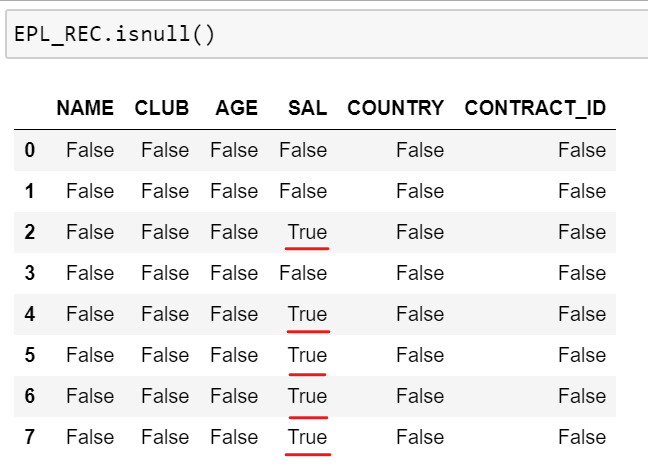 EPL_REC.isnull()
NAME CLUB AGE SAL COUNTRY CONTRACT_ID
0 False False False False False False
1 False False False False False False
2 False False False True False False
3 False False False False False False
4 False False False True False False
5 False False False True False False
6 False False False True False False
7 False False False True False False